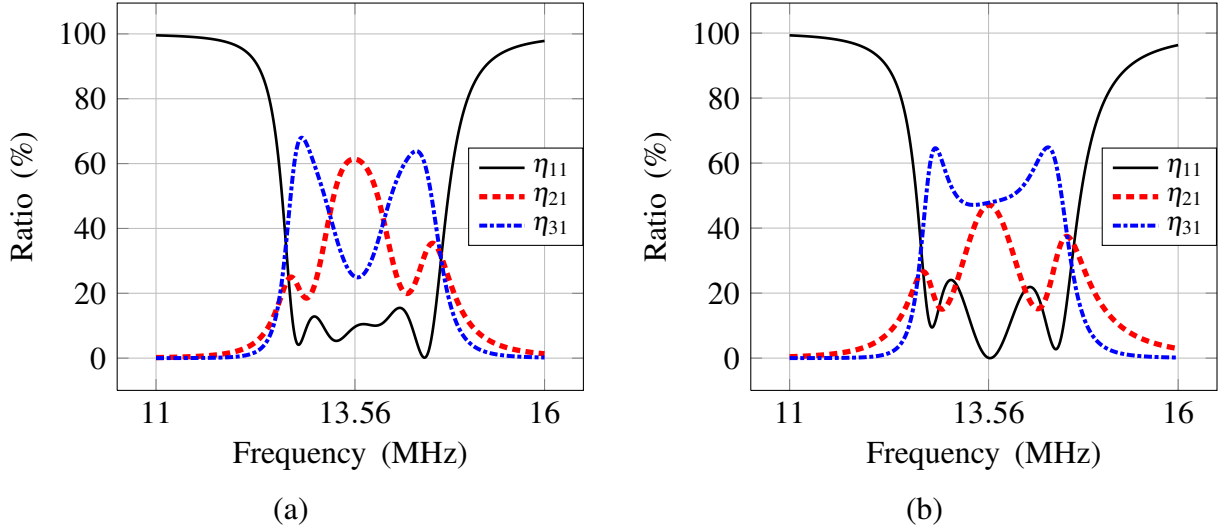 100
80
60
40
20
0
Ratio (%)
η11
η21
η31
11
13.56
16
Frequency (MHz)
(a)
100
80
60
40
20
0
Ratio (%)
η11
η21
η31
11
13.56
16
Frequency (MHz)
(b)